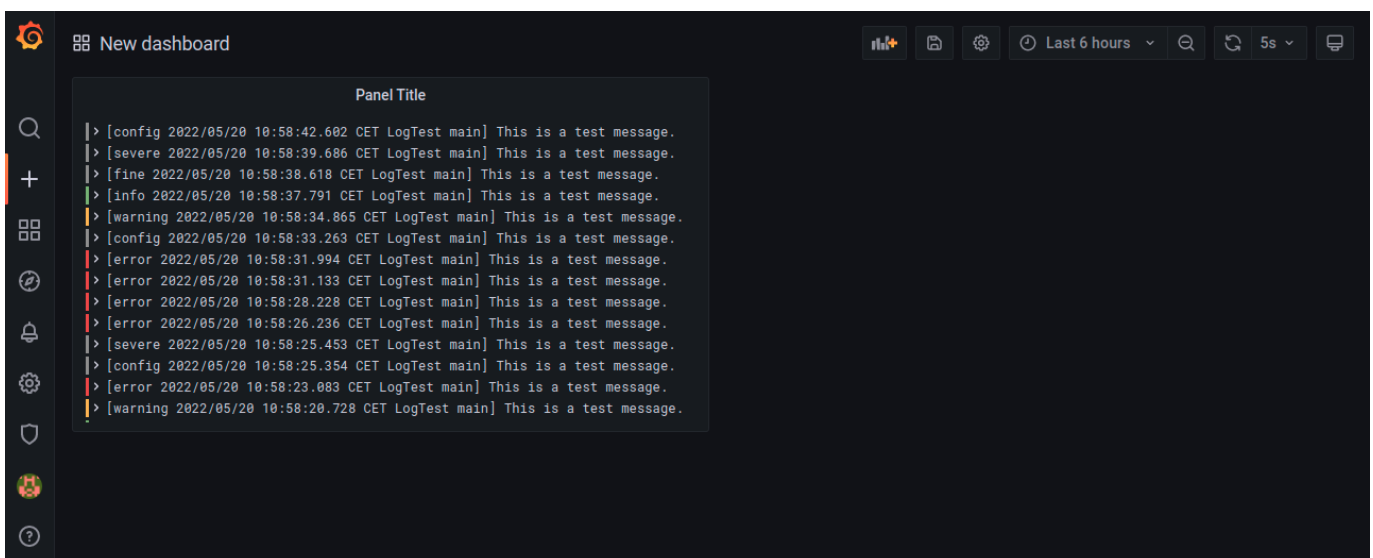 New dashboard
Last 6 hours
5s
Panel Title
[config 2022/05/20 10:58:42.602 CET LogTest main] This is a test message.
[severe 2022/05/20 10:58:39.686 CET LogTest main] This is a test message.
[fine 2022/05/20 10:58:38.618 CET LogTest main] This is a test message.
[info 2022/05/20 10:58:37.791 CET LogTest main] This is a test message.
[warning 2022/05/20 10:58:34.865 CET LogTest main] This is a test message.
[config 2022/05/20 10:58:33.263 CET LogTest main] This is a test message.
[error 2022/05/20 10:58:31.994 CET LogTest main] This is a test message.
[error 2022/05/20 10:58:31.133 CET LogTest main] This is a test message.
[error 2022/05/20 10:58:28.228 CET LogTest main] This is a test message.
[error 2022/05/20 10:58:26.236 CET LogTest main] This is a test message.
[severe 2022/05/20 10:58:25.453 CET LogTest main] This is a test message.
[config 2022/05/20 10:58:25.354 CET LogTest main] This is a test message.
[error 2022/05/20 10:58:23.083 CET LogTest main] This is a test message.
[warning 2022/05/20 10:58:20.728 CET LogTest main] This is a test message.